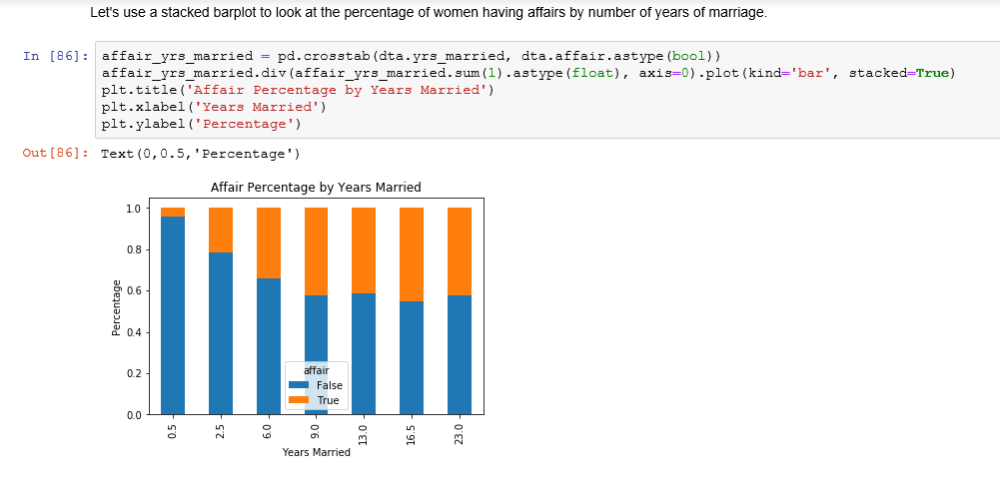 Let's use a stacked barplot to look at the percentage of women having affairs by number of years of marriage.
In [86]: affair_yrs_married = pd.crosstab(dta.yrs_married, dta.affair.astype(bool))
affair_yrs_married.div(affair_yrs_married.sum(1).astype(float), axis=0).plot(kind='bar', stacked=True)
plt.title('Affair Percentage by Years Married')
plt.xlabel('Years Married')
plt.ylabel('Percentage')
Out[86]: Text(0,0.5,'Percentage')
Affair Percentage by Years Married
1.0
0.8
0.6
0.4
0.2
0.0
Percentage
affair
False
True
0.5 2.5 6.0 9.0 13.0 16.5 23.0
Years Married